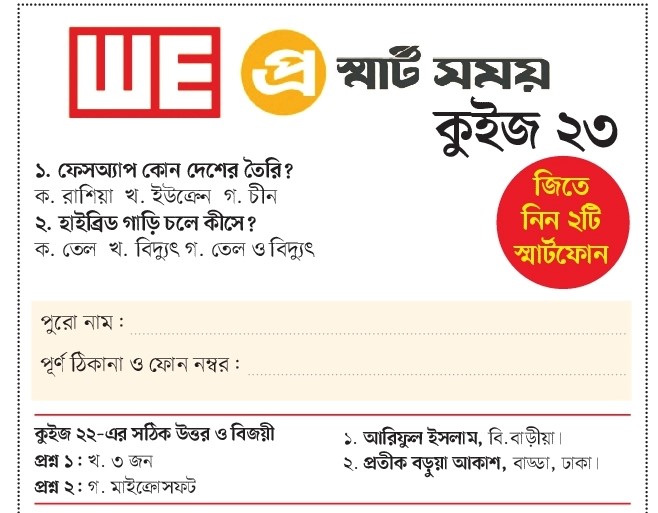 WE প্র স্মার্ট সময়
কুইজ ২৩
১. ফেসঅ্যাপ কোন দেশের তৈরি?
ক. রাশিয়া খ. ইউক্রেন গ. চীন
২. হাইব্রিড গাড়ি চলে কীসে?
ক. তেল খ. বিদ্যুৎ গ. তেল ও বিদ্যুৎ
জিতে
নিন ২টি
স্মার্টফোন
পুরো নাম :
পূর্ণ ঠিকানা ও ফোন নম্বর :
কুইজ ২২-এর সঠিক উত্তর ও বিজয়ী
প্রশ্ন ১ : খ. ৩ জন
প্রশ্ন ২ : গ. মাইক্রোসফট
১. আরিফুল ইসলাম, বি.বাড়ীয়া।
২. প্রতীক বড়ুয়া আকাশ, বাড্ডা, ঢাকা।